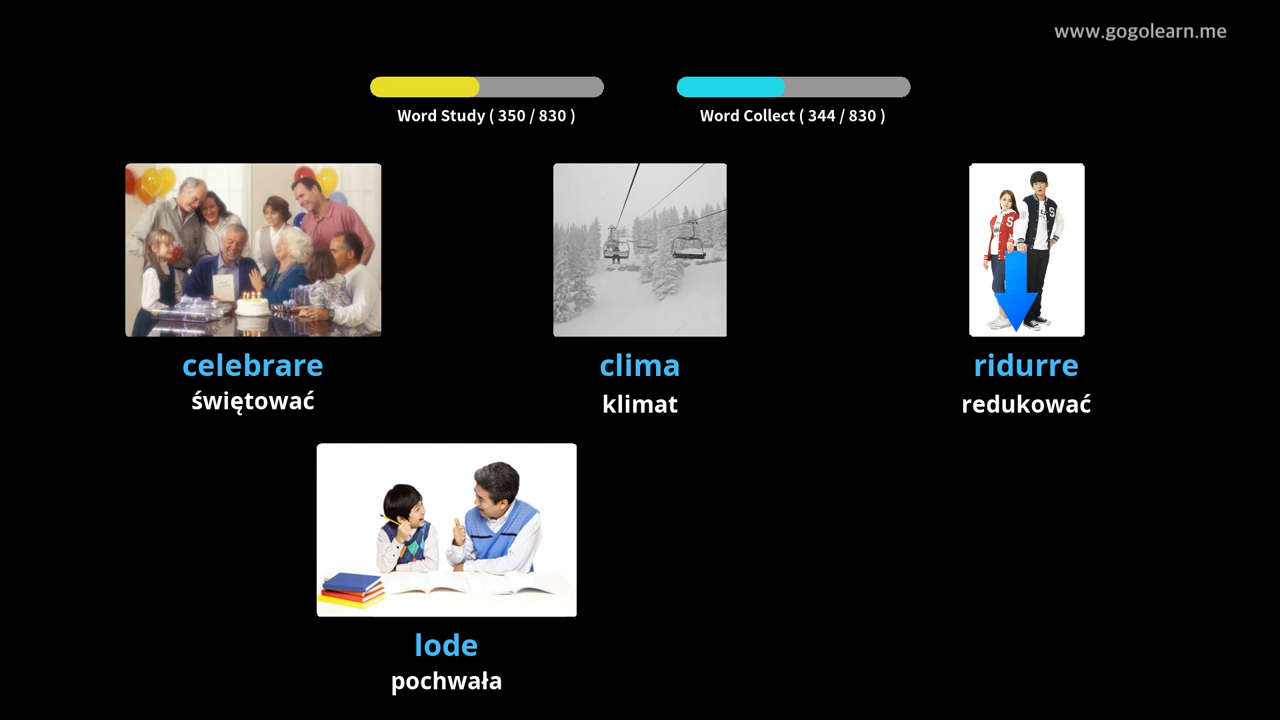 www.gogolearn.me
Word Study ( 350 / 830 )
Word Collect ( 344 / 830 )
celebrare
świętować
clima
klimat
ridurre
redukować
lode
pochwała